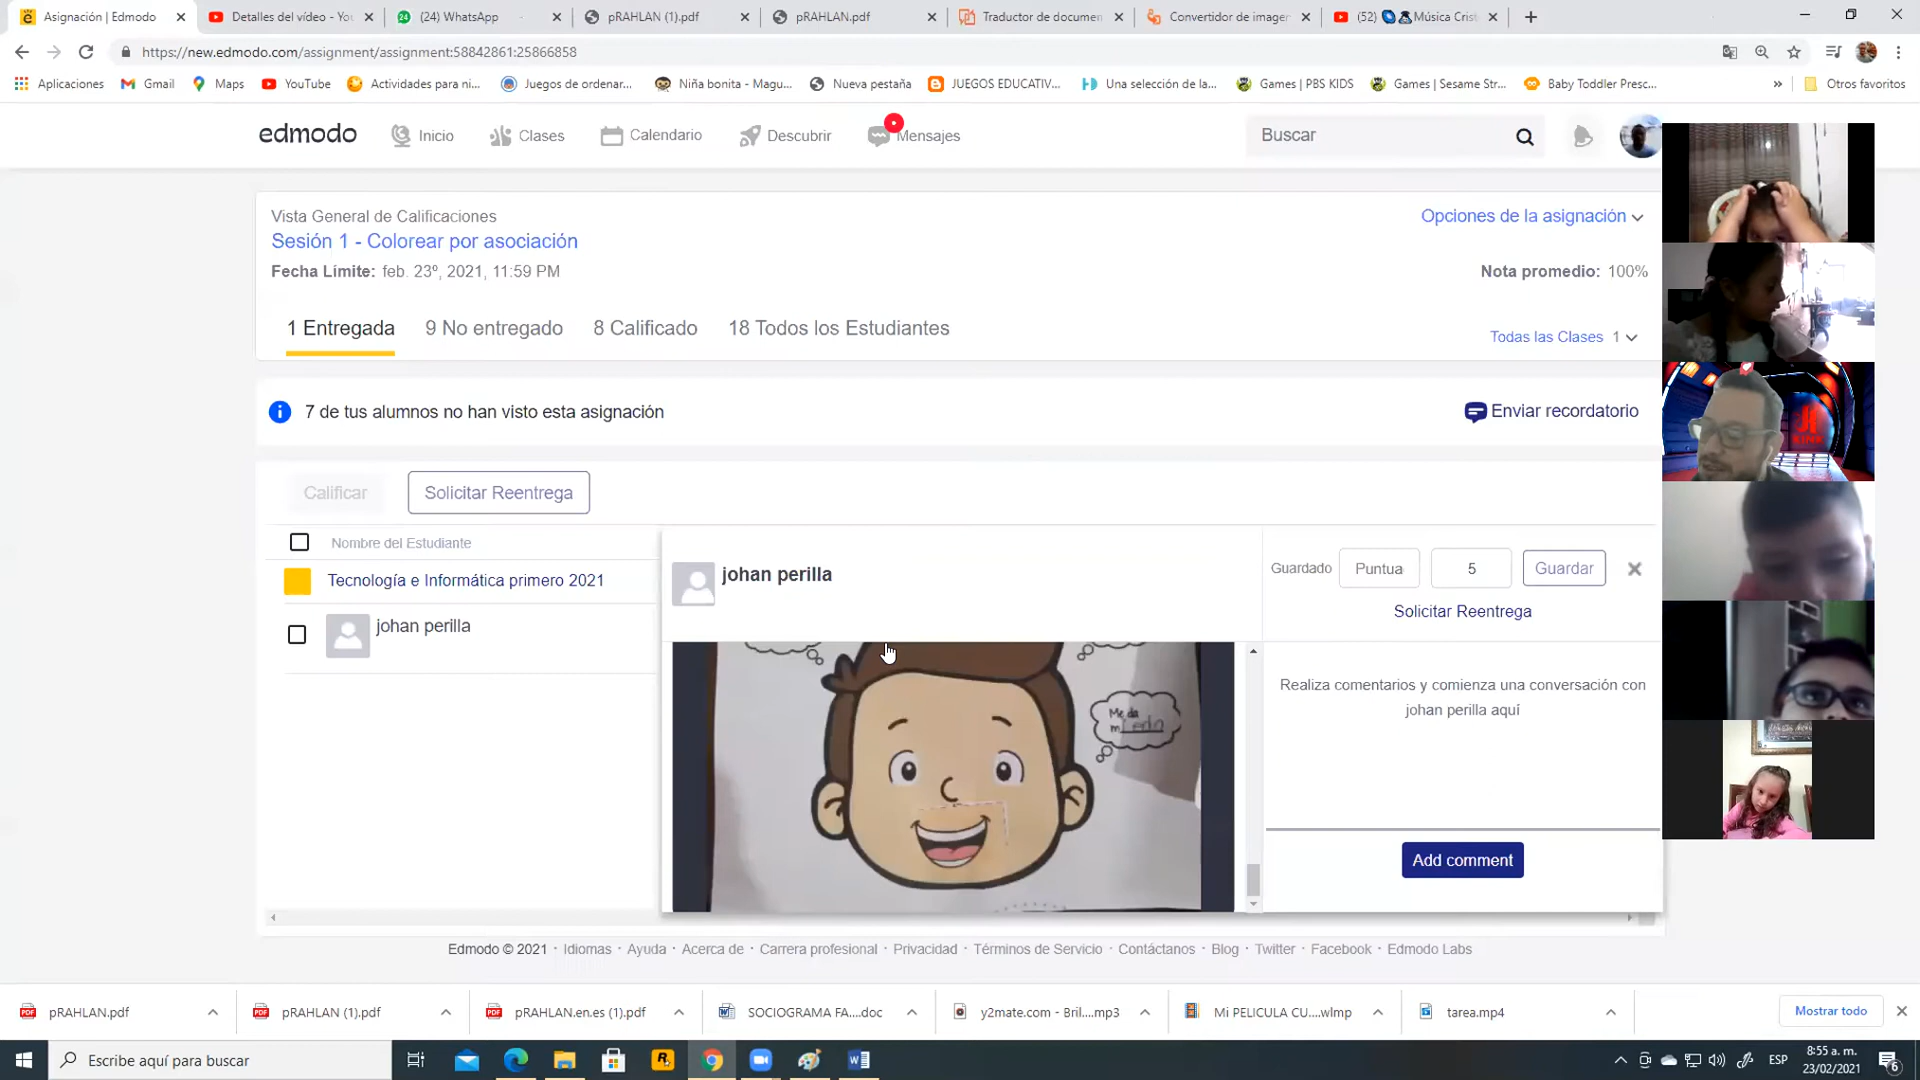 Asignación | Edmodo
Detalles del vídeo - Yo
(24) WhatsApp
pRAHLAN (1).pdf
pRAHLAN.pdf
Traductor de documen
Convertidor de image
(52) Música Crist
https://new.edmodo.com/assignment/assignment:58842861:25866858
Aplicaciones
Gmail
Maps
YouTube
Actividades para ni...
Juegos de ordenar...
Niña bonita - Magu...
Nueva pestaña
JUEGOS EDUCATIV...
Una selección de la...
Games | PBS KIDS
Games | Sesame Str...
Baby Toddler Presc...
»
Otros favoritos
edmodo
Inicio
Clases
Calendario
Descubrir
Mensajes
Buscar
Vista General de Calificaciones
Opciones de la asignación
Sesión 1 - Colorear por asociación
Fecha Límite: feb. 23º, 2021, 11:59 PM
Nota promedio: 100%
1 Entregada
9 No entregado
8 Calificado
18 Todos los Estudiantes
Todas las Clases 1
7 de tus alumnos no han visto esta asignación
Enviar recordatorio
Calificar
Solicitar Reentrega
Nombre del Estudiante
Tecnología e Informática primero 2021
johan perilla
johan perilla
Guardado
Puntua
5
Guardar
Solicitar Reentrega
Me da
miedo
Realiza comentarios y comienza una conversación con
johan perilla aquí
Add comment
Edmodo © 2021 · Idiomas · Ayuda · Acerca de · Carrera profesional · Privacidad · Términos de Servicio · Contáctanos · Blog · Twitter · Facebook · Edmodo Labs
pRAHLAN.pdf
pRAHLAN (1).pdf
pRAHLAN.en.es (1).pdf
SOCIOGRAMA FA....doc
y2mate.com - Bril....mp3
Mi PELICULA CU....wlmp
tarea.mp4
Mostrar todo
Escribe aquí para buscar
ESP
8:55 a. m.
23/02/2021
6